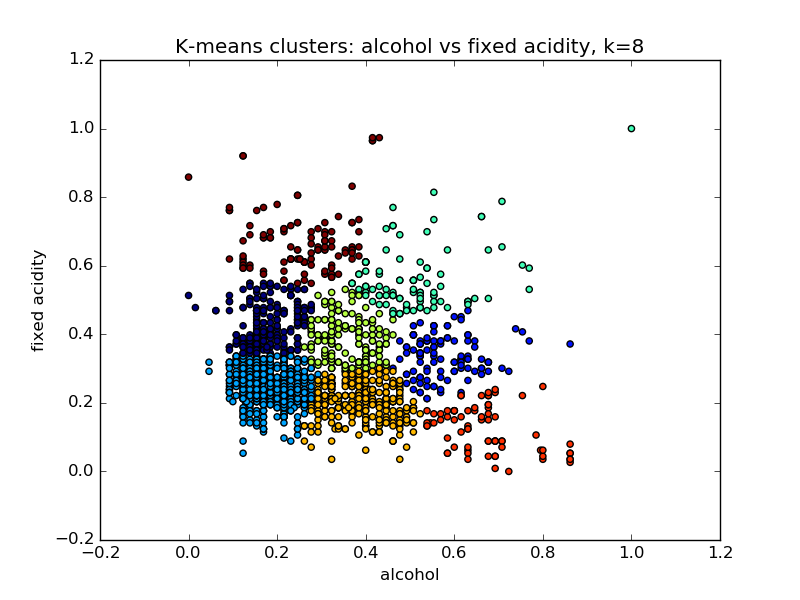 K-means clusters: alcohol vs fixed acidity, k=8
1.2
1.0
0.8
0.6
0.4
0.2
0.0
−0.2
fixed acidity
−0.2 0.0 0.2 0.4 0.6 0.8 1.0 1.2
alcohol